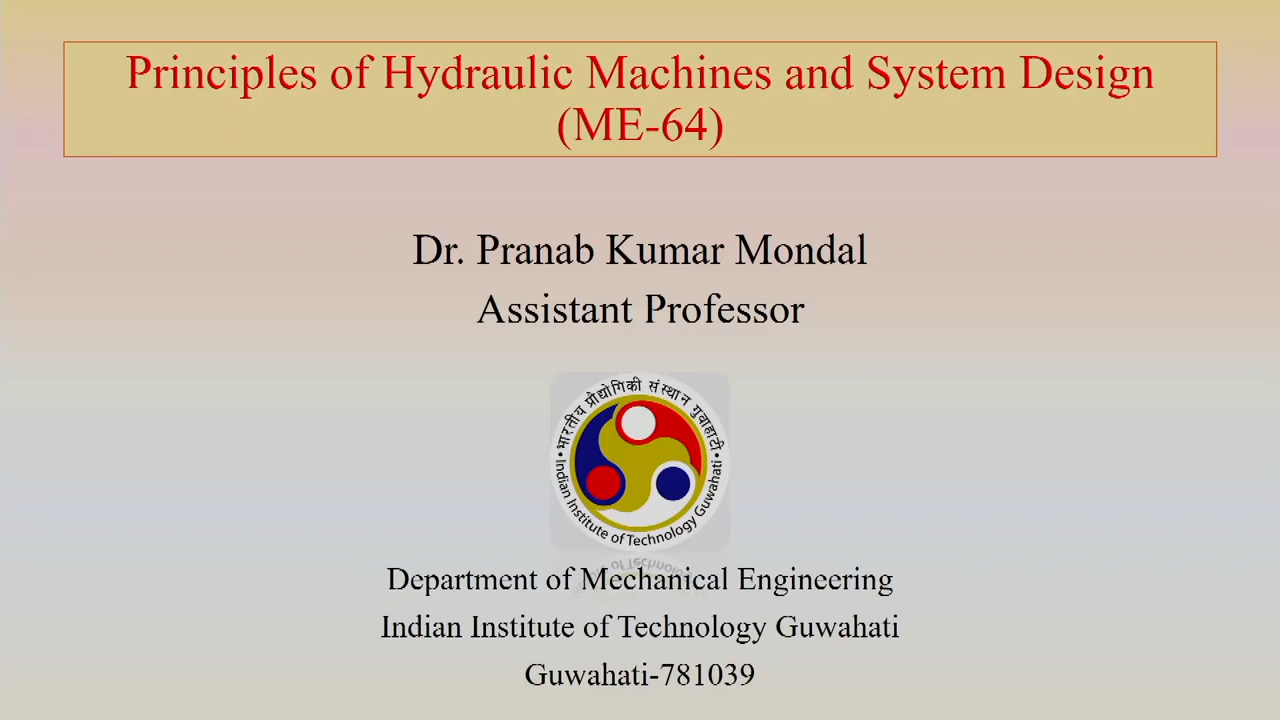 Principles of Hydraulic Machines and System Design
(ME-64)
Dr. Pranab Kumar Mondal
Assistant Professor
भारतीय प्रौद्योगिकी संस्थान गुवाहाटी
Indian Institute of Technology Guwahati
Department of Mechanical Engineering
Indian Institute of Technology Guwahati
Guwahati-781039